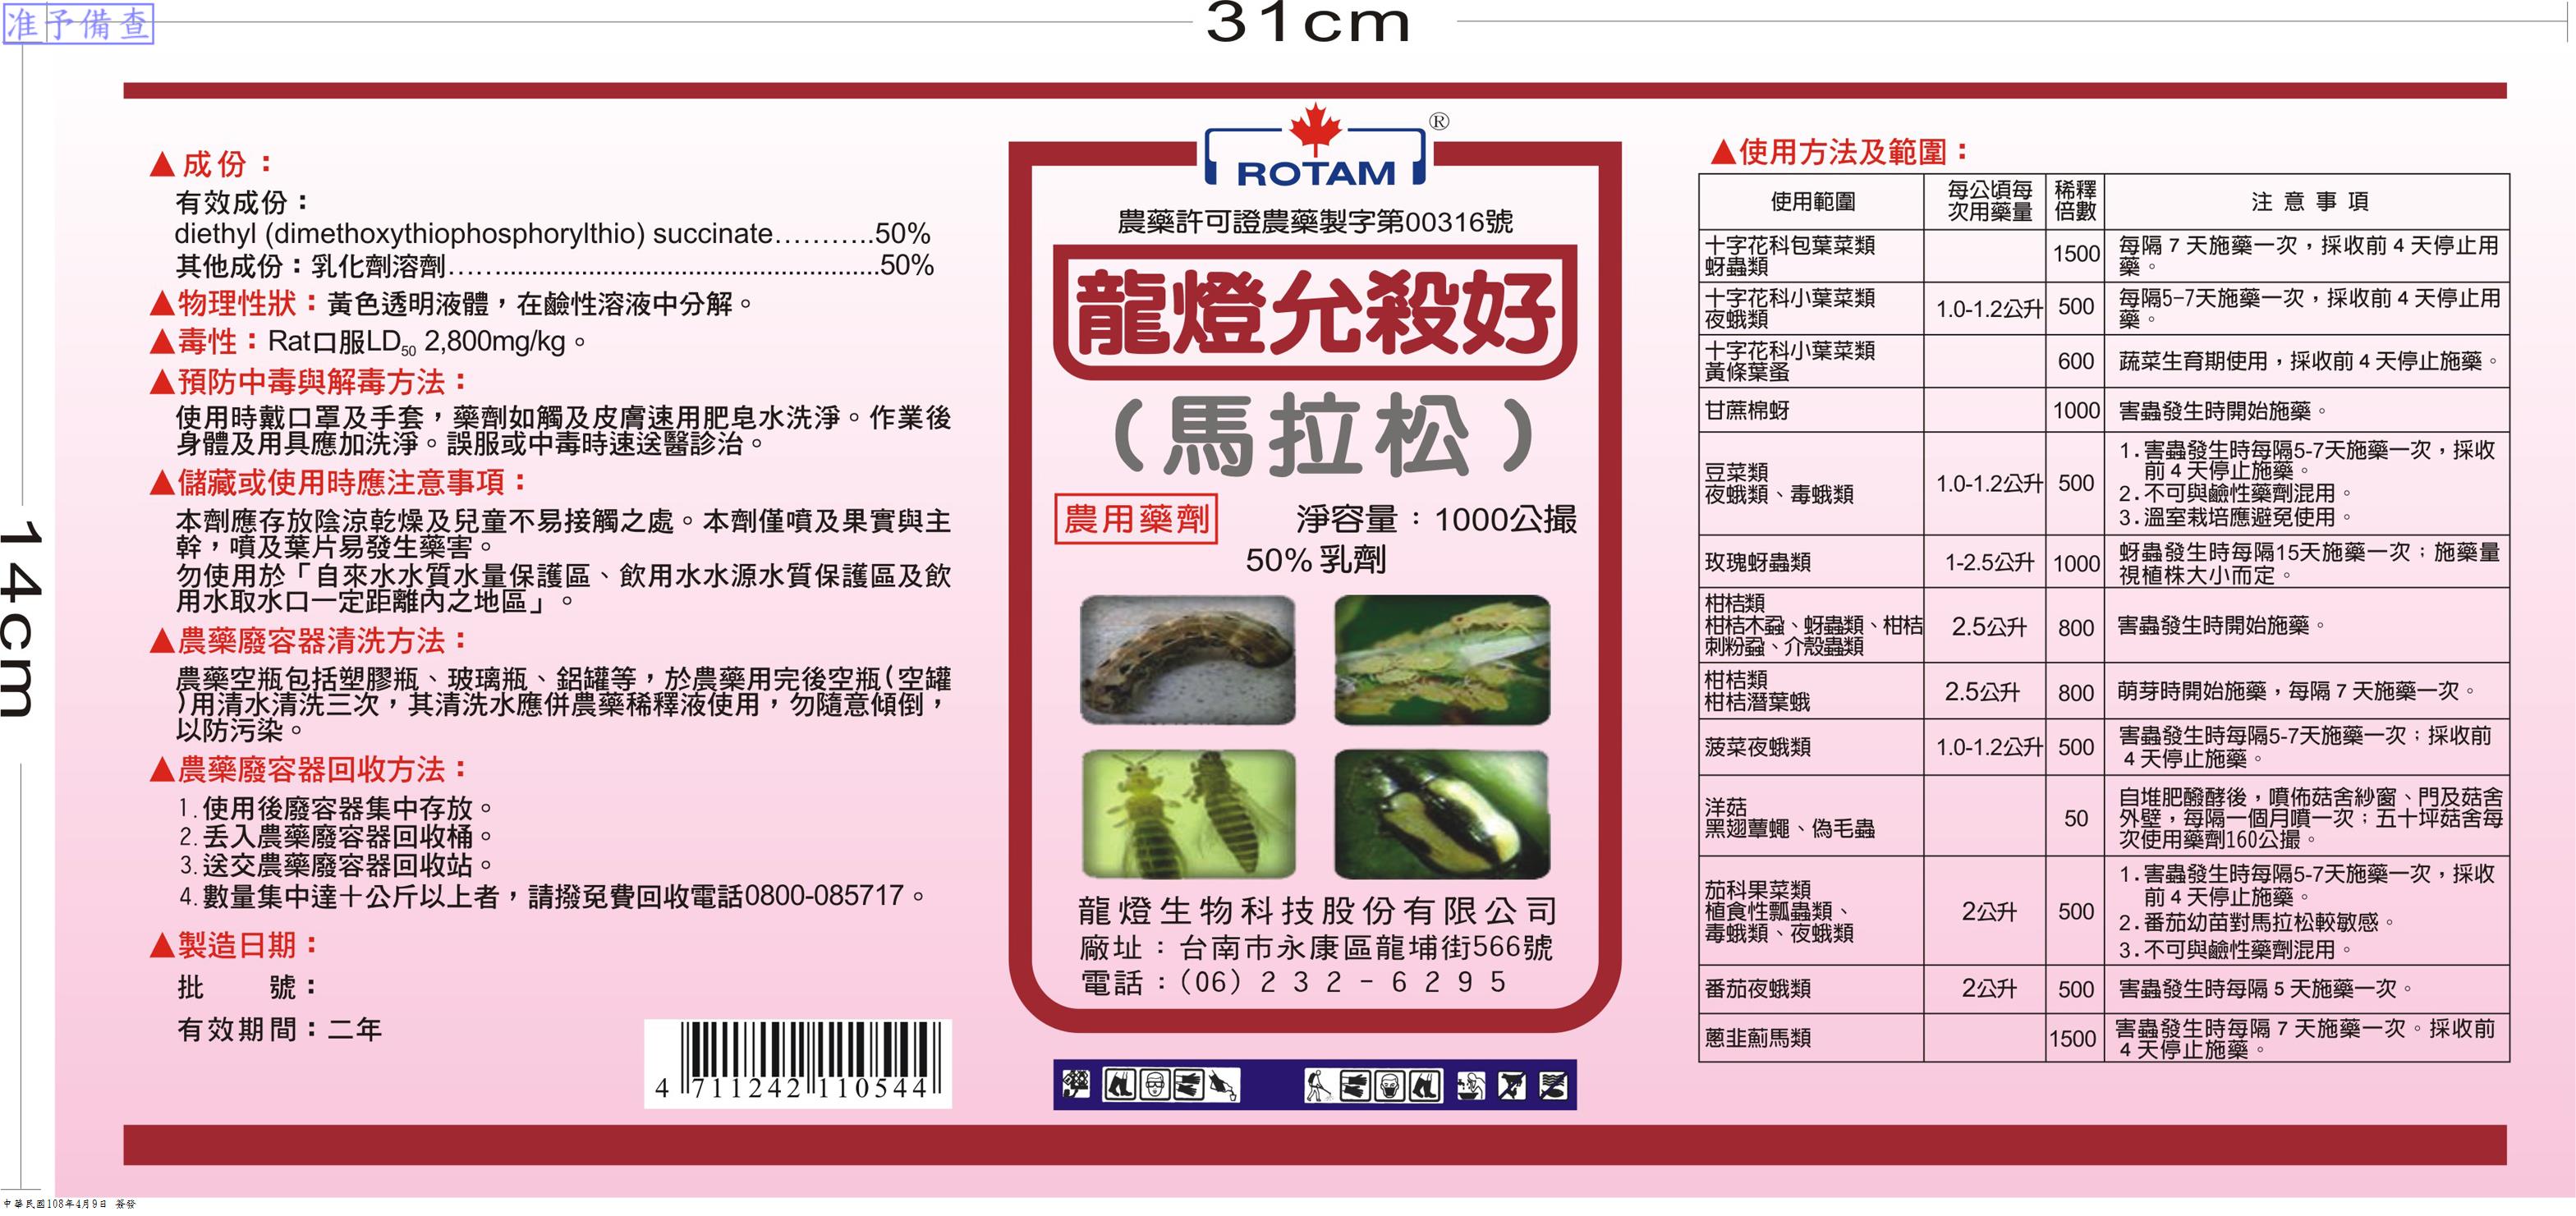 准予備查
31cm
14cm
▲成份：
有效成份：
diethyl (dimethoxythiophosphorylthio) succinate...........50%
其他成份：乳化劑溶劑.........................................................50%
▲物理性狀：黃色透明液體，在鹼性溶液中分解。
▲毒性：Rat口服LD50 2,800mg/kg。
▲預防中毒與解毒方法：
使用時戴口罩及手套，藥劑如觸及皮膚速用肥皂水洗淨。作業後
身體及用具應加洗淨。誤服或中毒時速送醫診治。
▲儲藏或使用時應注意事項：
本劑應存放陰涼乾燥及兒童不易接觸之處。本劑僅噴及果實與主
幹，噴及葉片易發生藥害。
勿使用於「自來水水質水量保護區、飲用水水源水質保護區及飲
用水取水口一定距離內之地區」。
▲農藥廢容器清洗方法：
農藥空瓶包括塑膠瓶、玻璃瓶、鋁罐等，於農藥用完後空瓶(空罐
)用清水清洗三次，其清洗水應併農藥稀釋液使用，勿隨意傾倒，
以防污染。
▲農藥廢容器回收方法：
1.使用後廢容器集中存放。
2.丟入農藥廢容器回收桶。
3.送交農藥廢容器回收站。
4.數量集中達十公斤以上者，請撥免費回收電話0800-085717。
▲製造日期：
批　號：
有效期間：二年
4 711242 110544
ROTAM ®
農藥許可證農藥製字第00316號
龍燈允殺好
（馬拉松）
農用藥劑 淨容量：1000公撮
50% 乳劑
龍燈生物科技股份有限公司
廠址：台南市永康區龍埔街566號
電話：(06) 232-6295
▲使用方法及範圍：
使用範圍 每公頃每次用藥量 稀釋倍數 注意事項
十字花科包葉菜類 1500 每隔7天施藥一次，採收前4天停止用
蚜蟲類 藥。
十字花科小葉菜類 1.0-1.2公升 500 每隔5-7天施藥一次，採收前4天停止用
夜蛾類 藥。
十字花科小葉菜類 600 蔬菜生育期使用，採收前4天停止施藥。
黃條葉蚤
甘蔗棉蚜 1000 害蟲發生時開始施藥。
豆菜類 1.0-1.2公升 500 1.害蟲發生時每隔5-7天施藥一次，採收
夜蛾類、毒蛾類 前4天停止施藥。
2.不可與鹼性藥劑混用。
3.溫室栽培應避免使用。
玫瑰蚜蟲類 1-2.5公升 1000 蚜蟲發生時每隔15天施藥一次；施藥量
視植株大小而定。
柑桔類
柑桔木蝨、蚜蟲類、柑桔 2.5公升 800 害蟲發生時開始施藥。
刺粉蝨、介殼蟲類
柑桔類 2.5公升 800 萌芽時開始施藥，每隔7天施藥一次。
柑桔潛葉蛾
菠菜夜蛾類 1.0-1.2公升 500 害蟲發生時每隔5-7天施藥一次；採收前
4天停止施藥。
洋菇 50 自堆肥醱酵後，噴佈菇舍紗窗、門及菇舍
黑翅蕈蠅、偽毛蟲 外壁，每隔一個月噴一次；五十坪菇舍每
次使用藥劑160公撮。
茄科果菜類 2公升 500 1.害蟲發生時每隔5-7天施藥一次，採收
植食性瓢蟲類、 前4天停止施藥。
毒蛾類、夜蛾類 2.番茄幼苗對馬拉松較敏感。
3.不可與鹼性藥劑混用。
番茄夜蛾類 2公升 500 害蟲發生時每隔5天施藥一次。
蔥韭薊馬類 1500 害蟲發生時每隔7天施藥一次。採收前
4天停止施藥。
中華民國108年4月9日 簽發